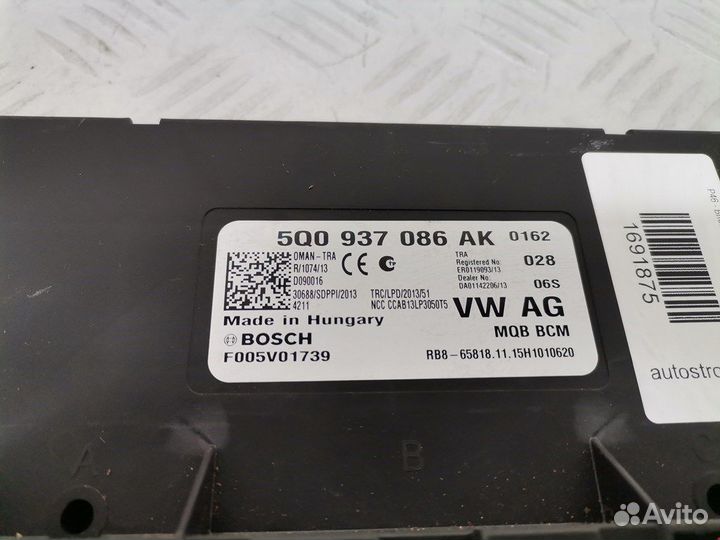 5Q0 937 086 AK 0162
OMAN-TRA
R/1074/13
D090016
30688/SDPPI/2013
4211
CE
TRC/LPD/2013/51
NCC CCAB13LP3050T5
TRA
Registered No:
ER0119093/13
Dealer No:
DA01142206/13
028
06S
VW AG
Made in Hungary
MQB BCM
BOSCH
F005V01739
RB8-65818.11.15H1010620
A
B
C
1691875
autostro
Avito